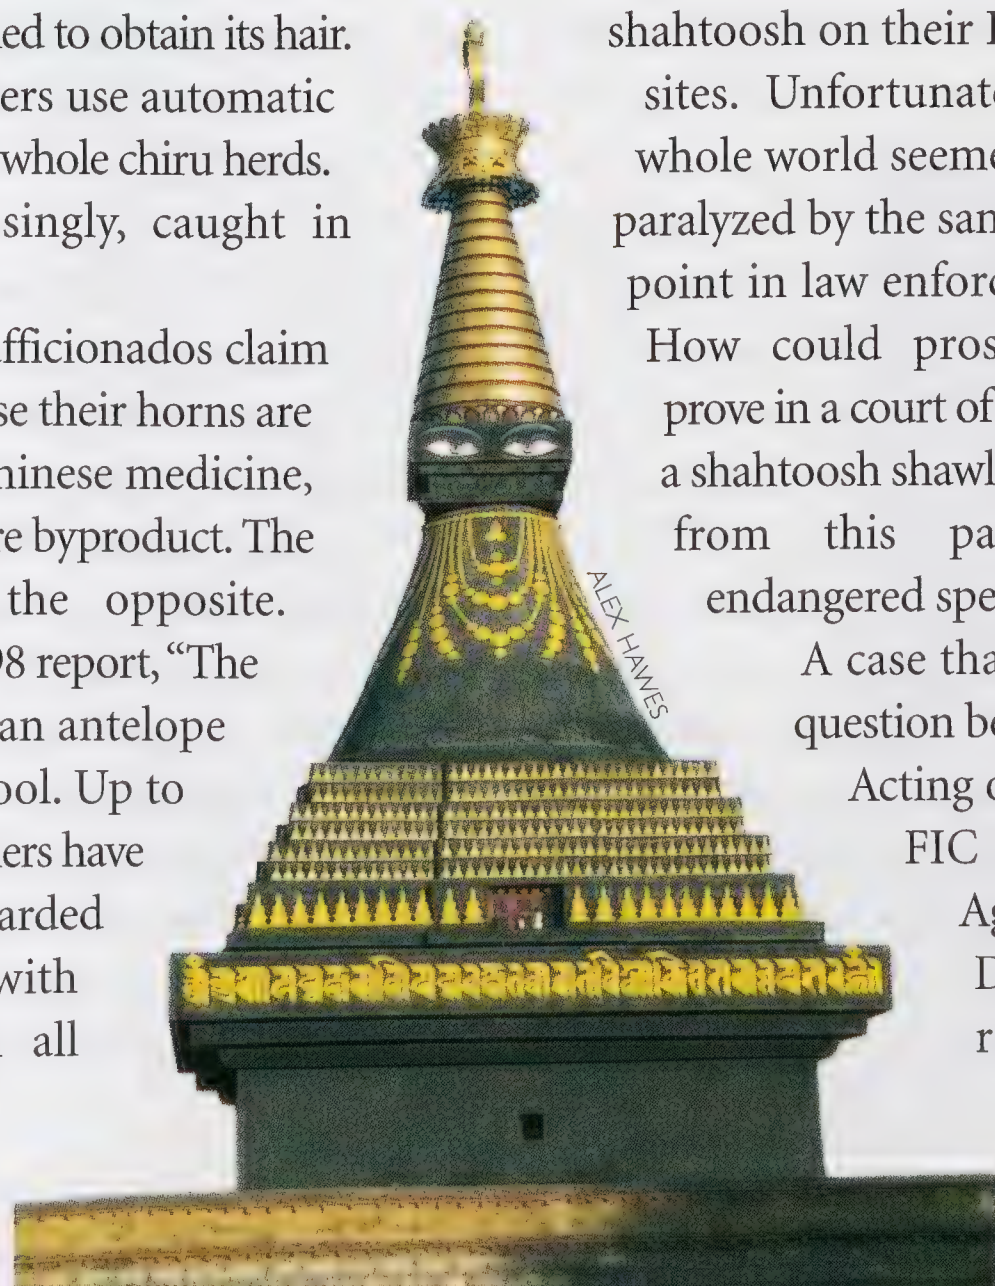 ed to obtain its hair.
ers use automatic
whole chiru herds.
singly, caught in
fficionados claim
se their horns are
hinese medicine,
re byproduct. The
the opposite.
98 report, “The
an antelope
ool. Up to
ers have
arded
with
all
ALEX HAWES
shahtoosh on their
sites. Unfortunate
whole world seeme
paralyzed by the sam
point in law enforc
How could pros
prove in a court of
a shahtoosh shawl
from this pa
endangered spe
A case tha
question be
Acting o
FIC
Ag
D
r